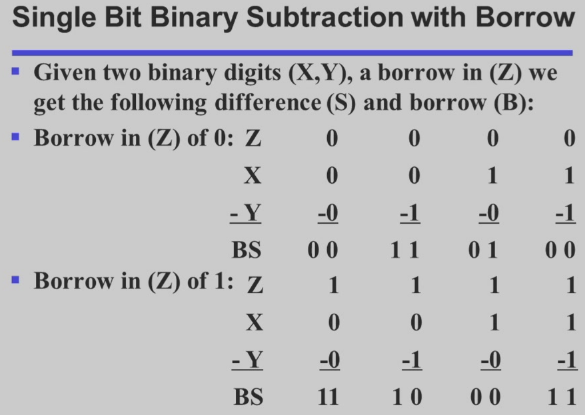 Single Bit Binary Subtraction with Borrow
Given two binary digits (X,Y), a borrow in (Z) we
get the following difference (S) and borrow (B):
Borrow in (Z) of 0: Z 0 0 0 0
X 0 0 1 1
- Y -0 -1 -0 -1
BS 0 0 1 1 0 1 0 0
Borrow in (Z) of 1: Z 1 1 1 1
X 0 0 1 1
- Y -0 -1 -0 -1
BS 11 1 0 0 0 1 1